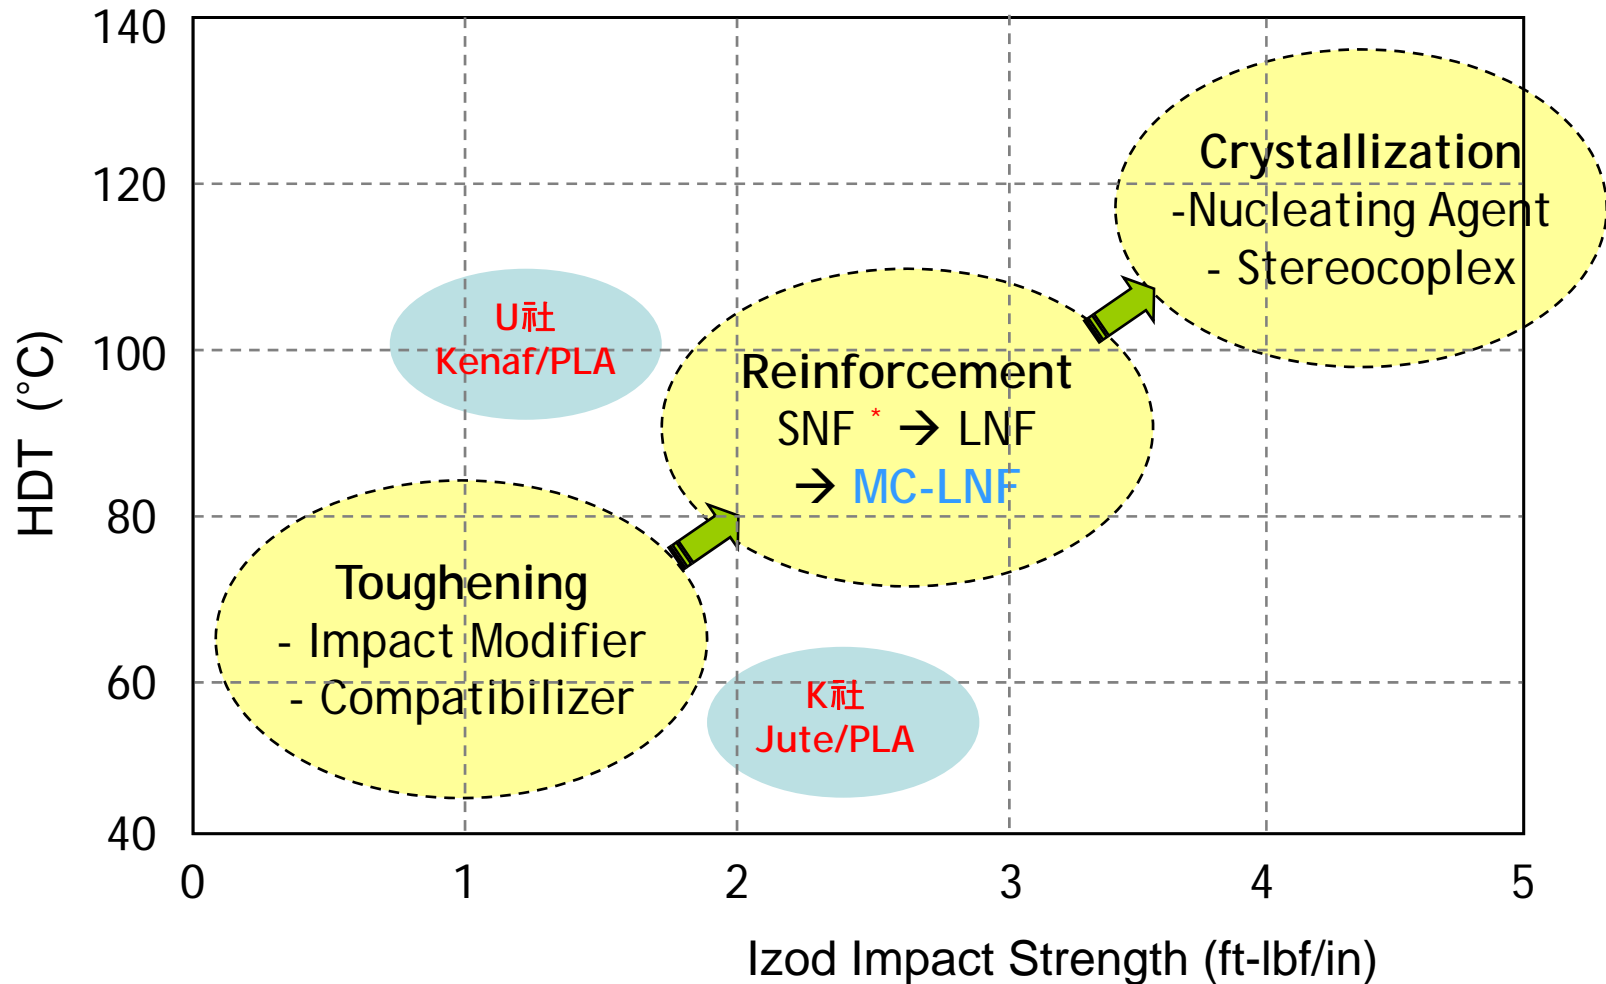 140
120
100
80
60
40
HDT (°C)
Crystallization
-Nucleating Agent
- Stereocoplex
U社
Kenaf/PLA
Reinforcement
SNF * → LNF
→ MC-LNF
Toughening
- Impact Modifier
- Compatibilizer
K社
Jute/PLA
0 1 2 3 4 5
Izod Impact Strength (ft-lbf/in)